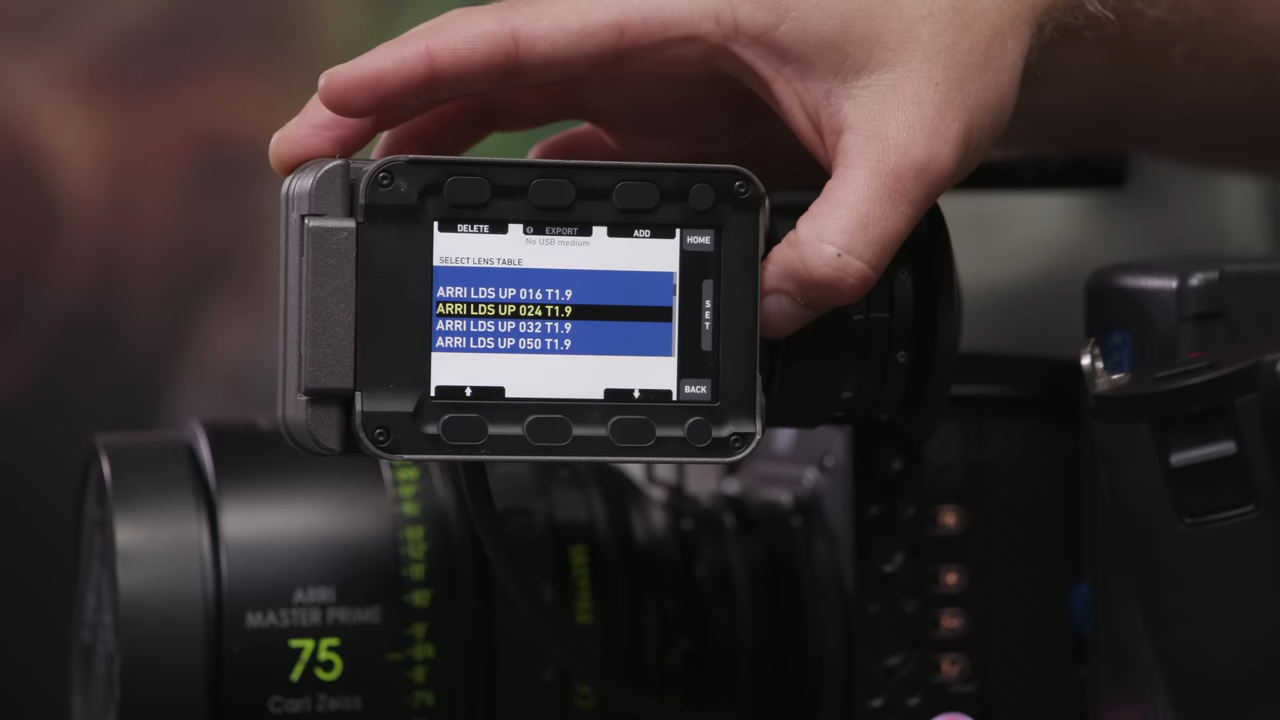 DELETE
EXPORT
ADD
HOME
No USB medium
SELECT LENS TABLE
ARRI LDS UP 016 T1.9
ARRI LDS UP 024 T1.9
ARRI LDS UP 032 T1.9
ARRI LDS UP 050 T1.9
SET
BACK
ARRI
MASTER PRIME
75
Carl Zeiss